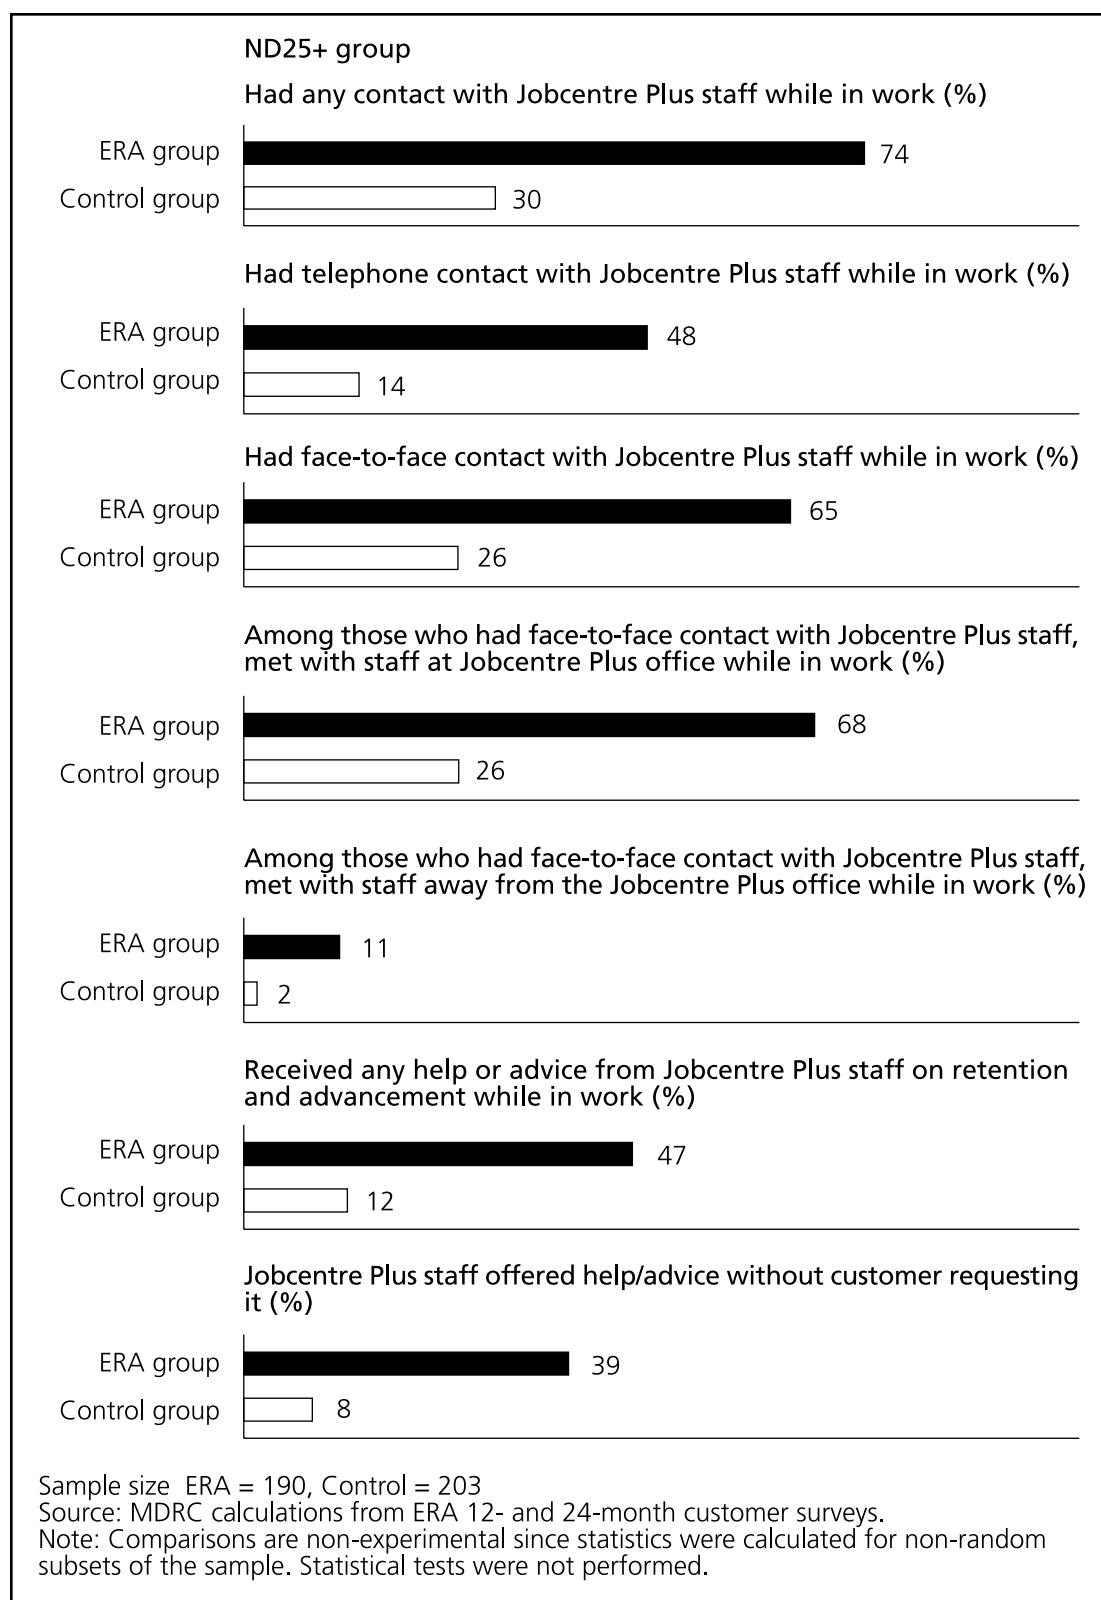 ND25+ group
Had any contact with Jobcentre Plus staff while in work (%)
ERA group 74
Control group 30
Had telephone contact with Jobcentre Plus staff while in work (%)
ERA group 48
Control group 14
Had face-to-face contact with Jobcentre Plus staff while in work (%)
ERA group 65
Control group 26
Among those who had face-to-face contact with Jobcentre Plus staff,
met with staff at Jobcentre Plus office while in work (%)
ERA group 68
Control group 26
Among those who had face-to-face contact with Jobcentre Plus staff,
met with staff away from the Jobcentre Plus office while in work (%)
ERA group 11
Control group 2
Received any help or advice from Jobcentre Plus staff on retention
and advancement while in work (%)
ERA group 47
Control group 12
Jobcentre Plus staff offered help/advice without customer requesting
it (%)
ERA group 39
Control group 8
Sample size ERA = 190, Control = 203
Source: MDRC calculations from ERA 12- and 24-month customer surveys.
Note: Comparisons are non-experimental since statistics were calculated for non-random
subsets of the sample. Statistical tests were not performed.